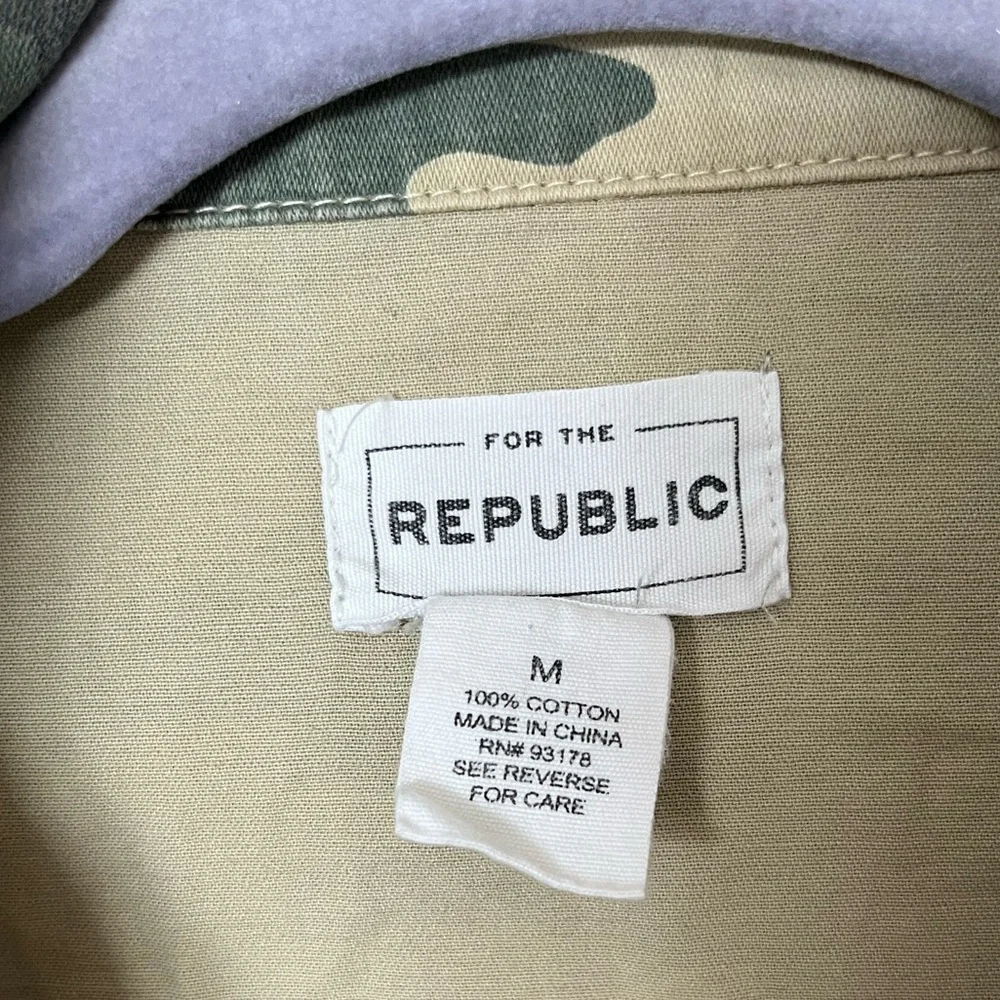 FOR THE
REPUBLIC
M
100% COTTON
MADE IN CHINA
RN# 93178
SEE REVERSE
FOR CARE